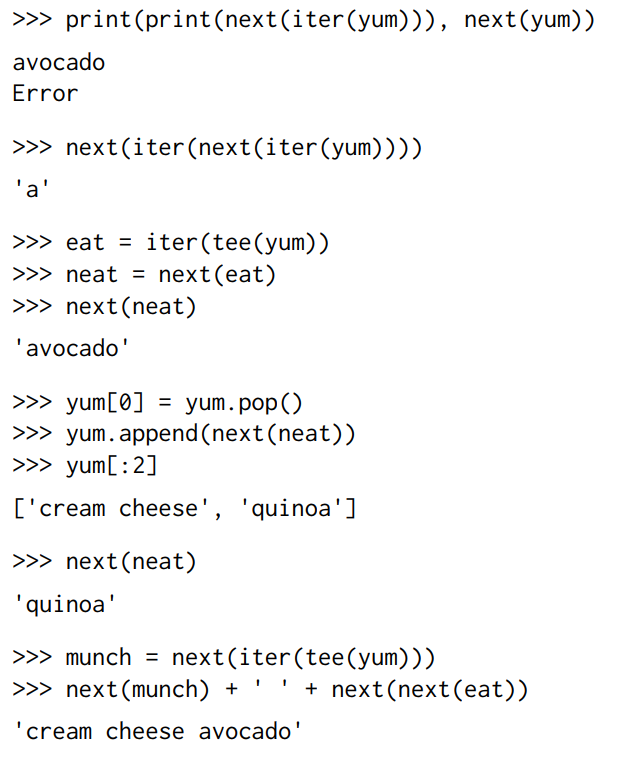 >>> print(print(next(iter(yum))), next(yum))
avocado
Error
>>> next(iter(next(iter(yum))))
'a'
>>> eat = iter(tee(yum))
>>> neat = next(eat)
>>> next(neat)
'avocado'
>>> yum[0] = yum.pop()
>>> yum.append(next(neat))
>>> yum[:2]
['cream cheese', 'quinoa']
>>> next(neat)
'quinoa'
>>> munch = next(iter(tee(yum)))
>>> next(munch) + ' ' + next(next(eat))
'cream cheese avocado'